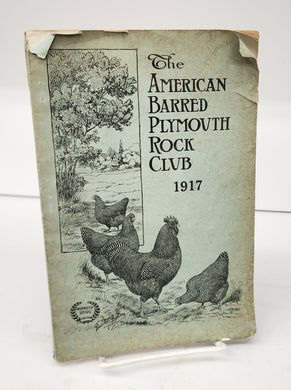 The
AMERICAN
BARRED
PLYMOUTH
ROCK
CLUB
1917